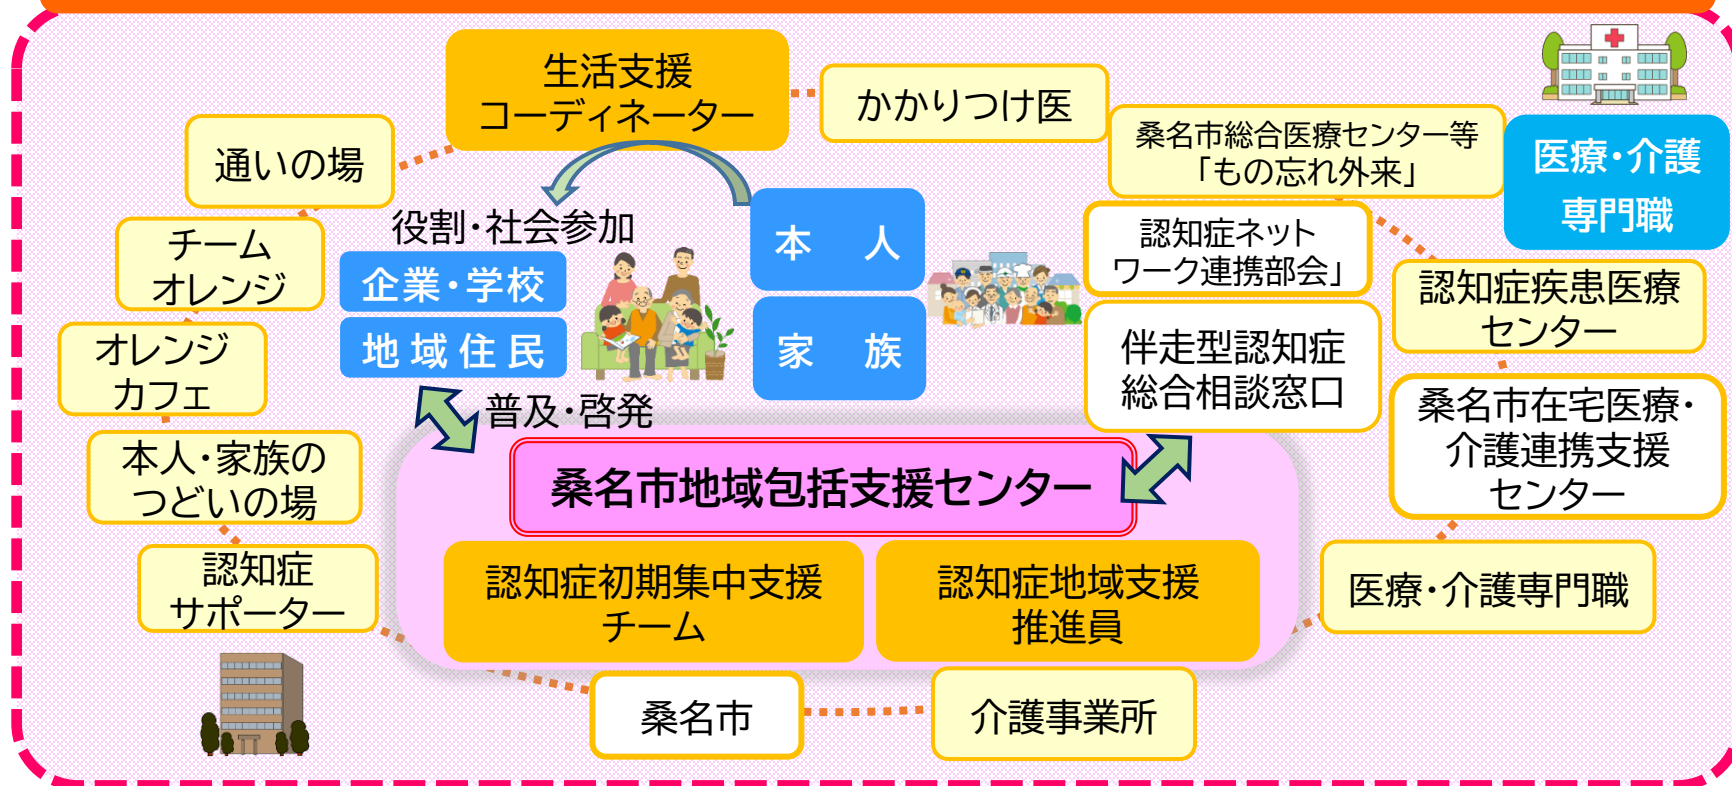 生活支援
コーディネーター
かかりつけ医
桑名市総合医療センター等
「もの忘れ外来」
医療・介護
専門職
通いの場
役割・社会参加
本　人
認知症ネット
ワーク連携部会」
チーム
オレンジ
企業・学校
認知症疾患医療
センター
地域住民
家　族
伴走型認知症
総合相談窓口
オレンジ
カフェ
普及・啓発
桑名市在宅医療・
介護連携支援
センター
本人・家族の
つどいの場
桑名市地域包括支援センター
認知症
サポーター
認知症初期集中支援
チーム
認知症地域支援
推進員
医療・介護専門職
桑名市
介護事業所